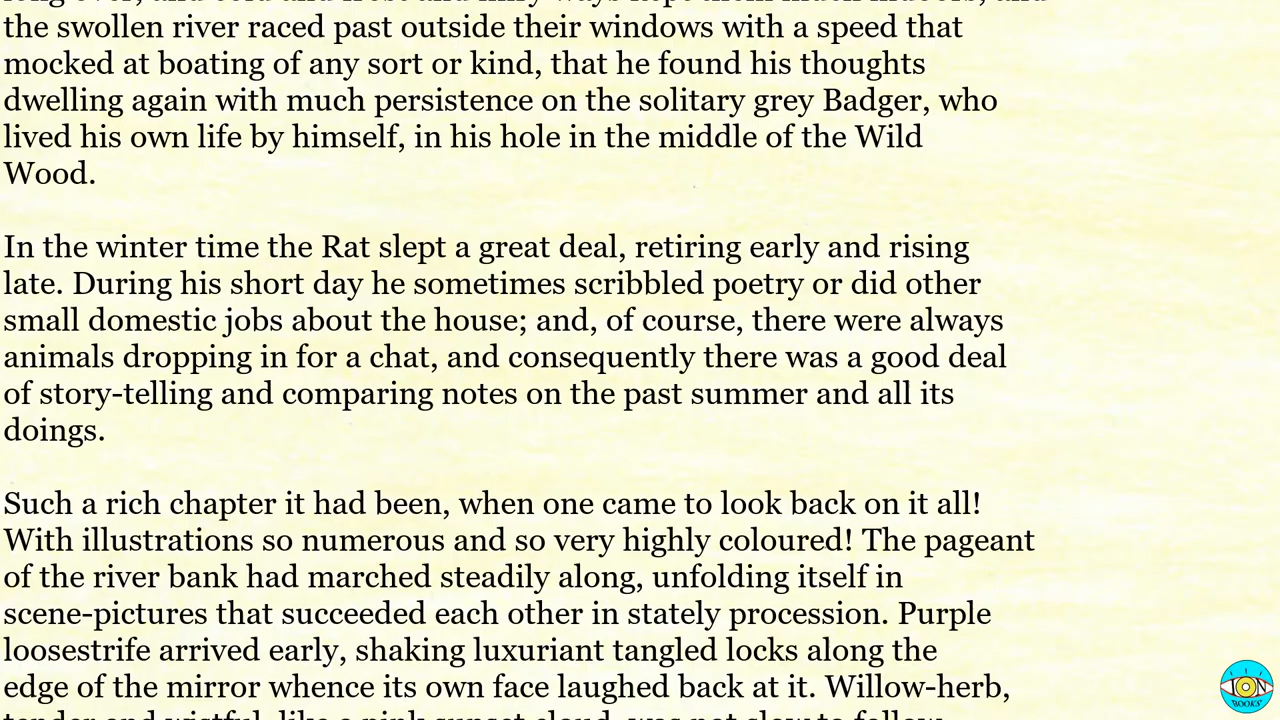 the swollen river raced past outside their windows with a speed that
mocked at boating of any sort or kind, that he found his thoughts
dwelling again with much persistence on the solitary grey Badger, who
lived his own life by himself, in his hole in the middle of the Wild
Wood.
In the winter time the Rat slept a great deal, retiring early and rising
late. During his short day he sometimes scribbled poetry or did other
small domestic jobs about the house; and, of course, there were always
animals dropping in for a chat, and consequently there was a good deal
of story-telling and comparing notes on the past summer and all its
doings.
Such a rich chapter it had been, when one came to look back on it all!
With illustrations so numerous and so very highly coloured! The pageant
of the river bank had marched steadily along, unfolding itself in
scene-pictures that succeeded each other in stately procession. Purple
loosestrife arrived early, shaking luxuriant tangled locks along the
edge of the mirror whence its own face laughed back at it. Willow-herb,
ION
BOOKS